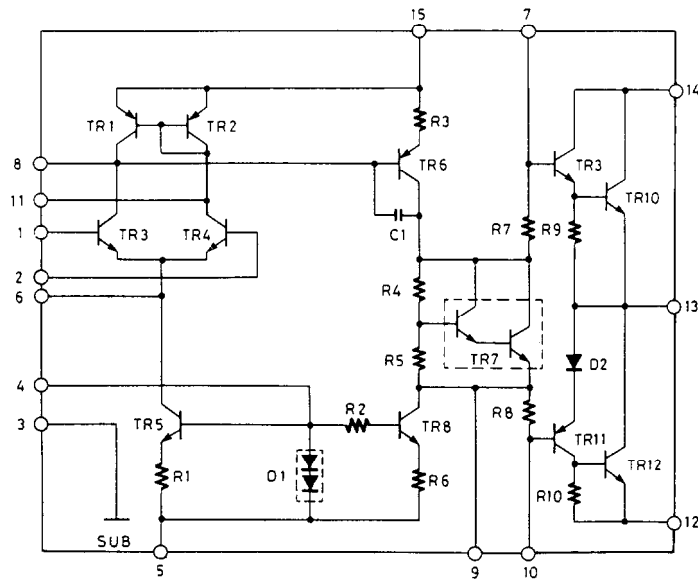 15 7
14
R3
TR1 TR2
TR3
8
TR6
TR10
11
C1
R7 R9
1
TR3 TR4
2
R4
13
6
TR7
R5
D2
4
R2
R8
TR5
TR8
TR11
3
TR12
R1
D1
R6
R10
12
SUB
5 9 10